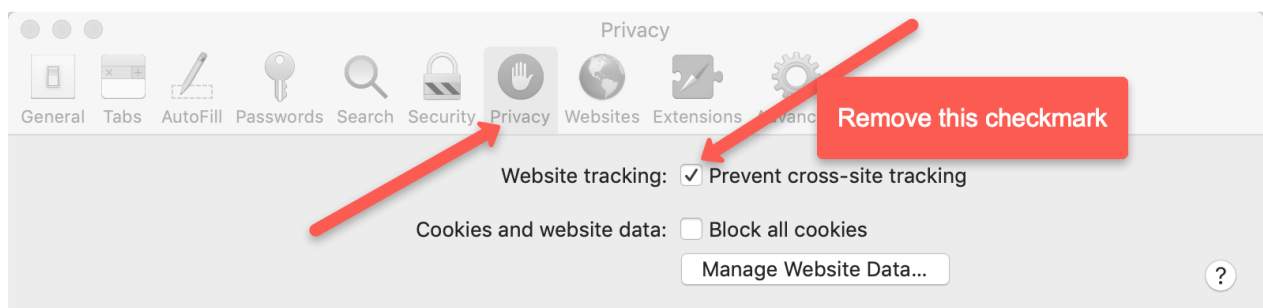 Privacy
General Tabs AutoFill Passwords Search Security Privacy Websites Extensions
Remove this checkmark
Website tracking: Prevent cross-site tracking
Cookies and website data: Block all cookies
Manage Website Data...
?